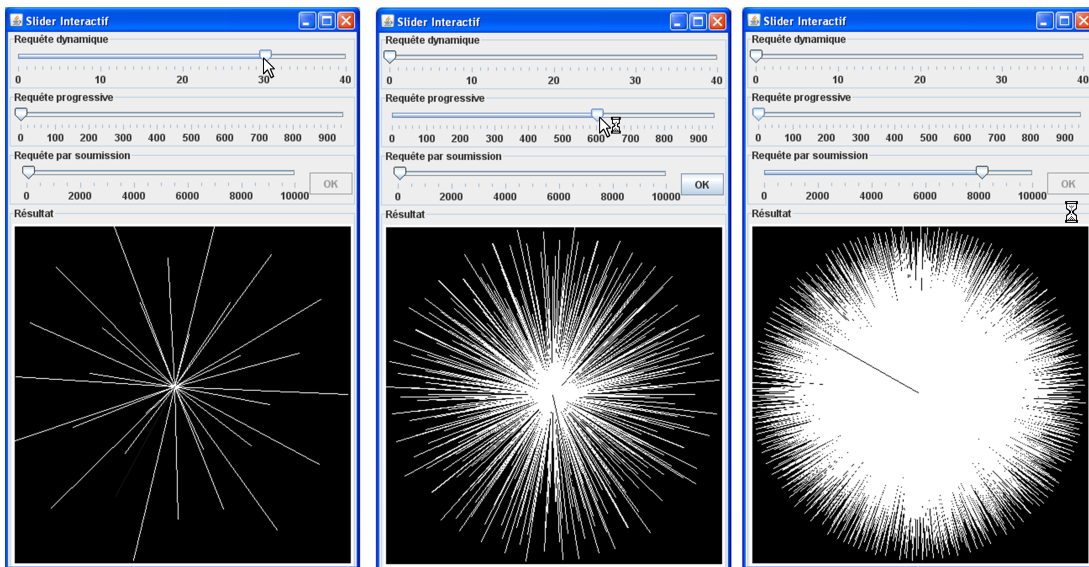 Slider Interactif
Requête dynamique
0 10 20 30 40
Requête progressive
0 100 200 300 400 500 600 700 800 900
Requête par soumission
OK
0 2000 4000 6000 8000 10000
Résultat
Slider Interactif
Requête dynamique
0 10 20 30 40
Requête progressive
0 100 200 300 400 500 600 700 800 900
Requête par soumission
OK
0 2000 4000 6000 8000 10000
Résultat
Slider Interactif
Requête dynamique
0 10 20 30 40
Requête progressive
0 100 200 300 400 500 600 700 800 900
Requête par soumission
OK
0 2000 4000 6000 8000 10000
Résultat